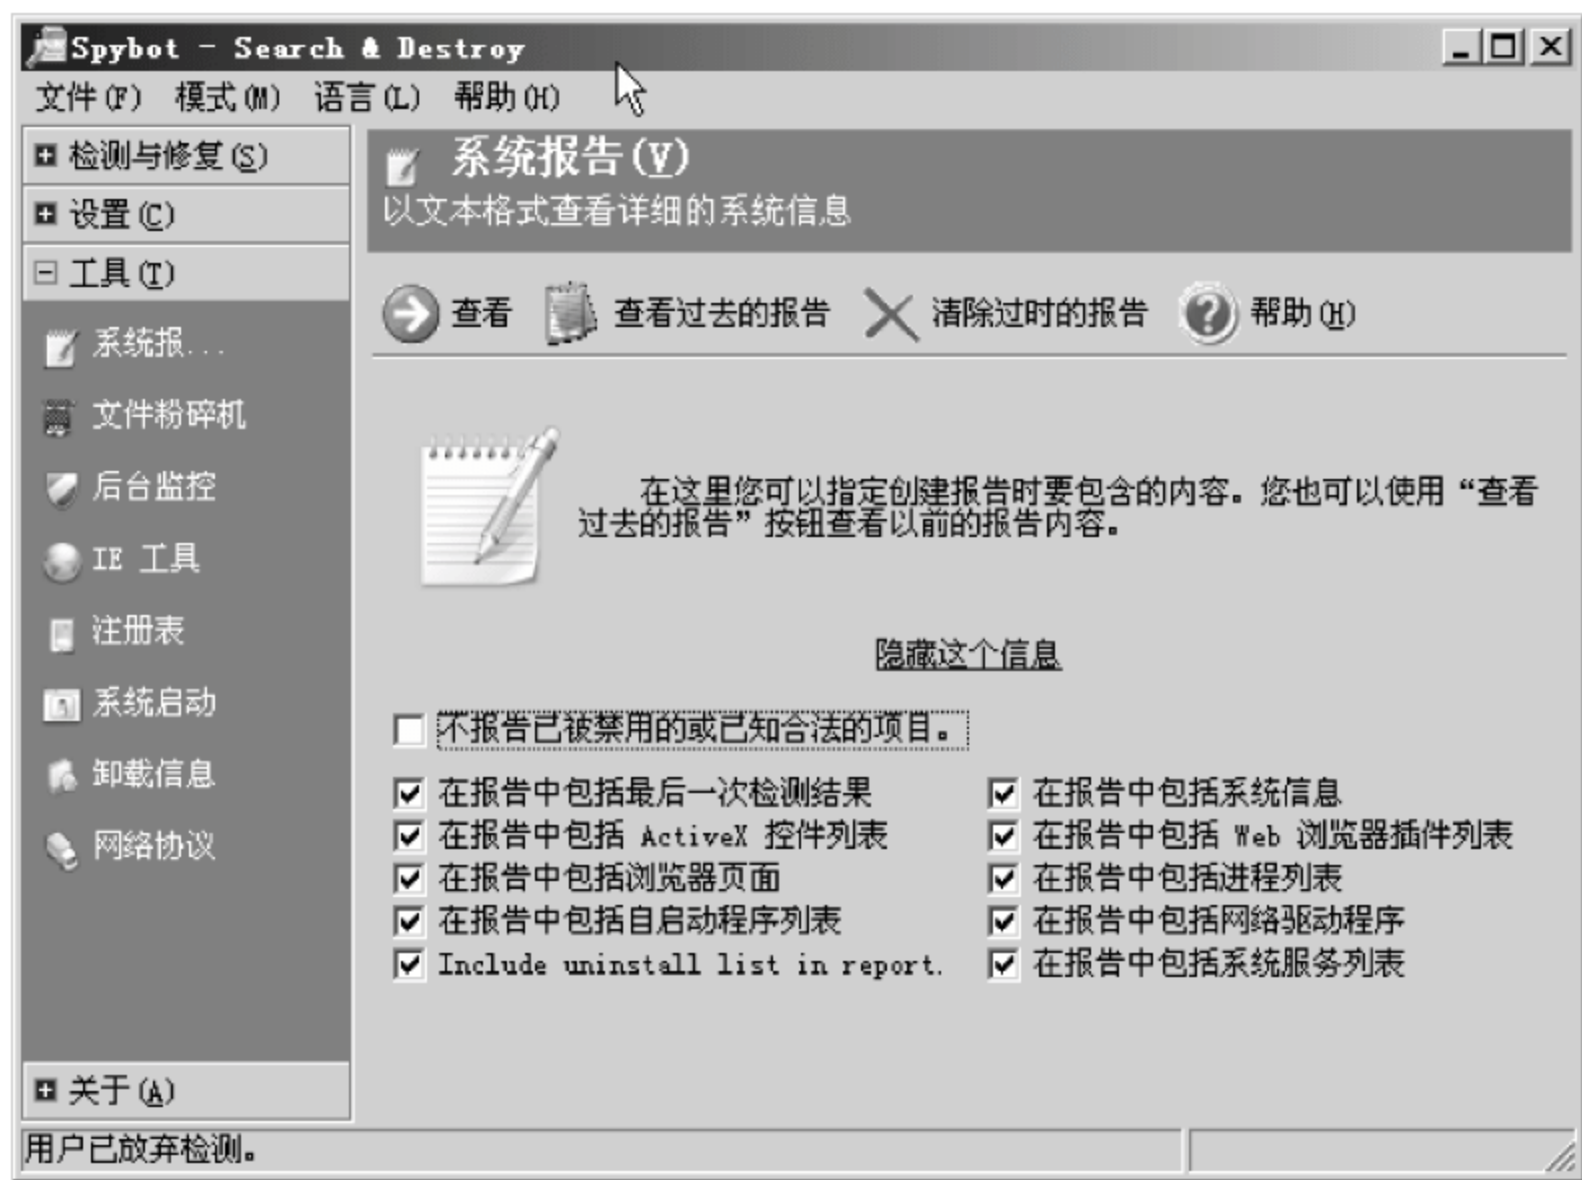 Spybot - Search & Destroy
文件(F) 模式(M) 语言(L) 帮助(H)
检测与修复(S)
设置(C)
工具(T)
系统报...
文件粉碎机
后台监控
IE 工具
注册表
系统启动
卸载信息
网络协议
关于(A)
系统报告(V)
以文本格式查看详细的系统信息
查看 查看过去的报告 清除过时的报告 帮助(H)
在这里您可以指定创建报告时要包含的内容。您也可以使用“查看
过去的报告”按钮查看以前的报告内容。
隐藏这个信息
不报告已被禁用的或已知合法的项目。
在报告中包括最后一次检测结果 在报告中包括系统信息
在报告中包括 ActiveX 控件列表 在报告中包括 Web 浏览器插件列表
在报告中包括浏览器页面 在报告中包括进程列表
在报告中包括自启动程序列表 在报告中包括网络驱动程序
Include uninstall list in report. 在报告中包括系统服务列表
用户已放弃检测。